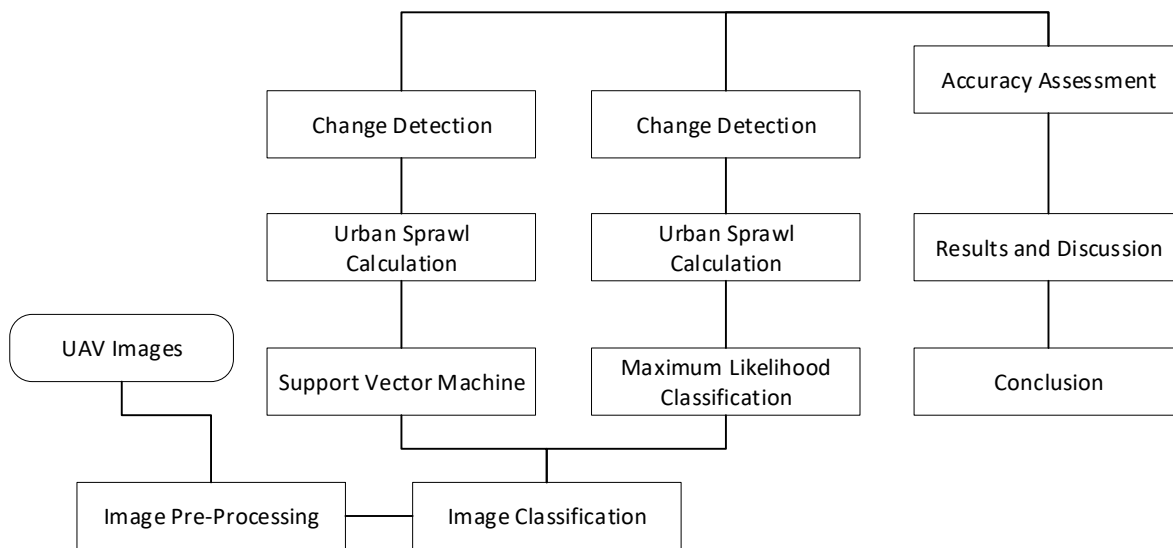 Accuracy Assessment
Change Detection
Change Detection
Urban Sprawl
Calculation
Urban Sprawl
Calculation
Results and Discussion
UAV Images
Support Vector Machine
Maximum Likelihood
Classification
Conclusion
Image Pre-Processing
Image Classification